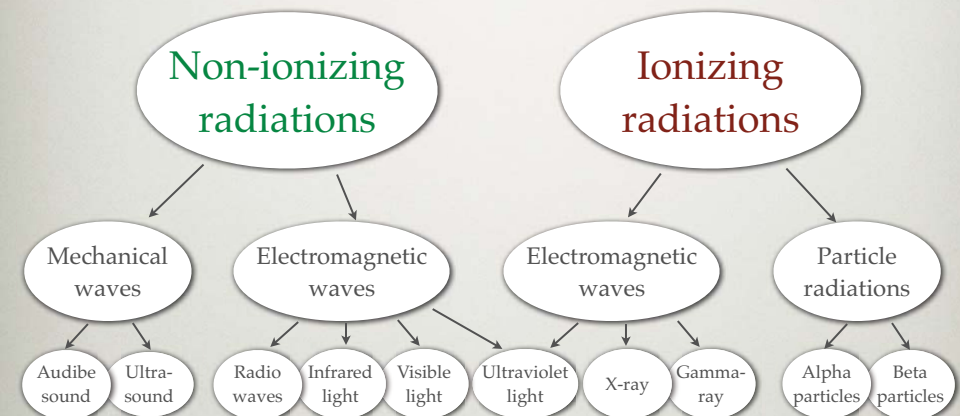 Non-ionizing
radiations
Ionizing
radiations
Mechanical
waves
Electromagnetic
waves
Electromagnetic
waves
Particle
radiations
Audibe
sound
Ultra-
sound
Radio
waves
Infrared
light
Visible
light
Ultraviolet
light
X-ray
Gamma-
ray
Alpha
particles
Beta
particles